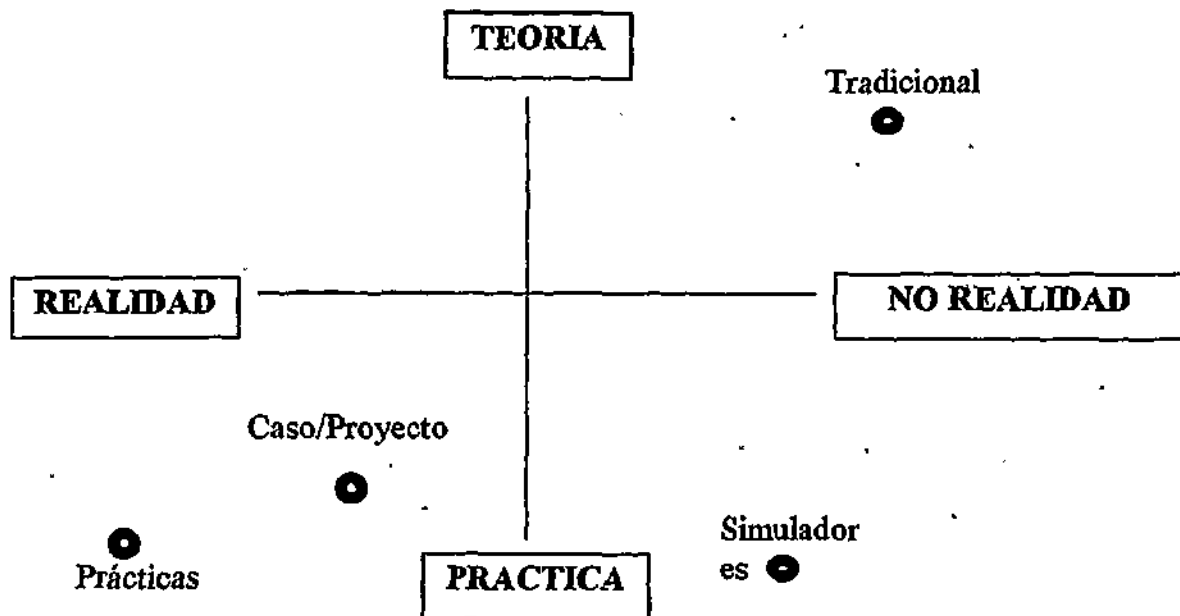 TEORIA
Tradicional
REALIDAD
NO REALIDAD
Caso/Proyecto
Simulador
es
Prácticas
PRACTICA